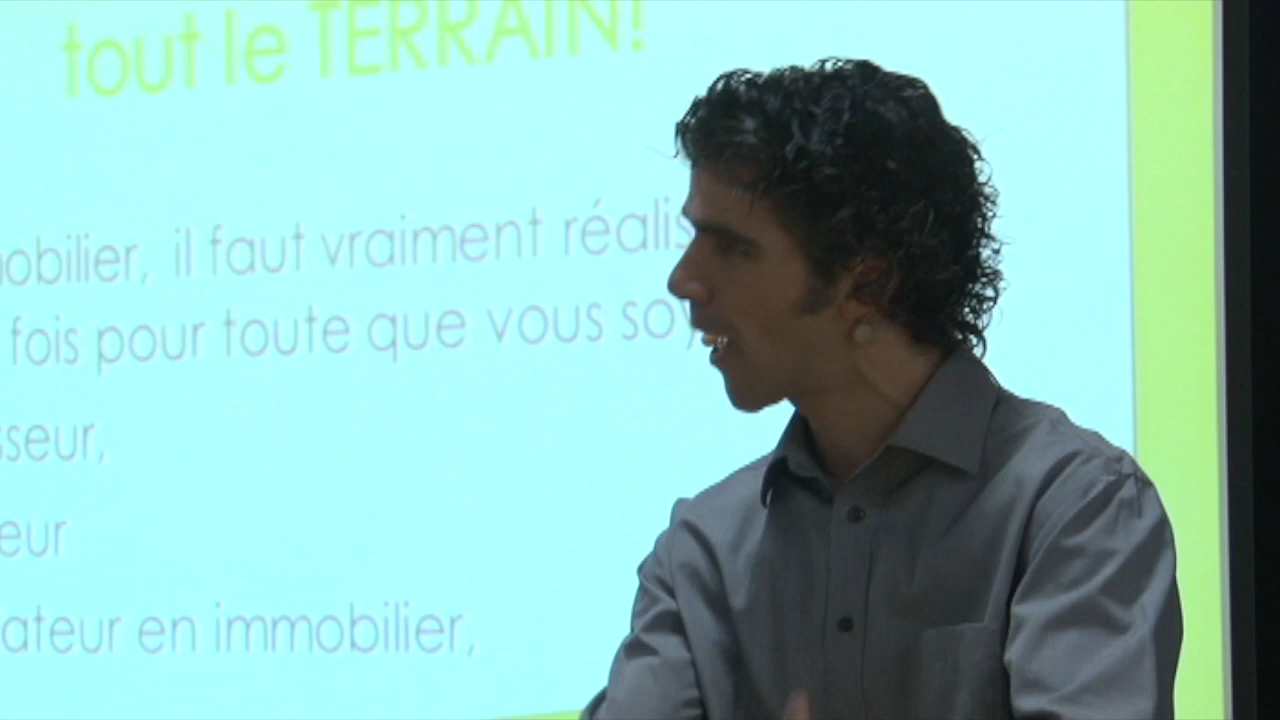 tout le TERRAIN!
mobilier, il faut vraiment réalis
fois pour toute que vous soy
sseur,
eur
ateur en immobilier,